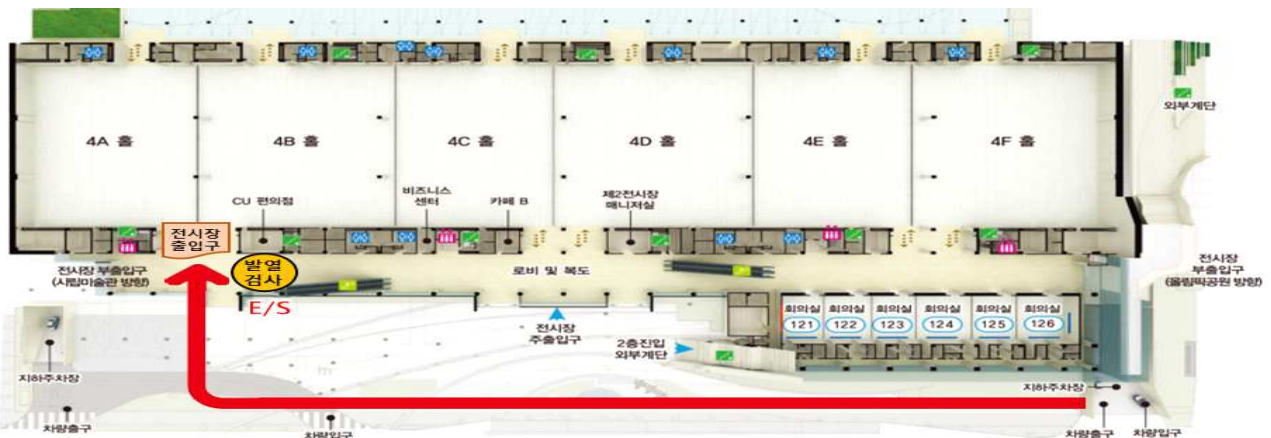 외부계단
4A 홀
4B 홀
4C 홀
4D 홀
4E 홀
4F 홀
CU 편의점
비즈니스
센터
카페 B
제2전시장
매니저실
전시장
출입구
발열
검사
E/S
전시장 부출입구
(시립미술관 방향)
로비 및 복도
전시장
부출입구
(올림픽공원 방향)
전시장
주출입구
2층진입
외부계단
회의실
121
회의실
122
회의실
123
회의실
124
회의실
125
회의실
126
지하주차장
지하주차장
차량출구
차량입구
차량출구
차량입구